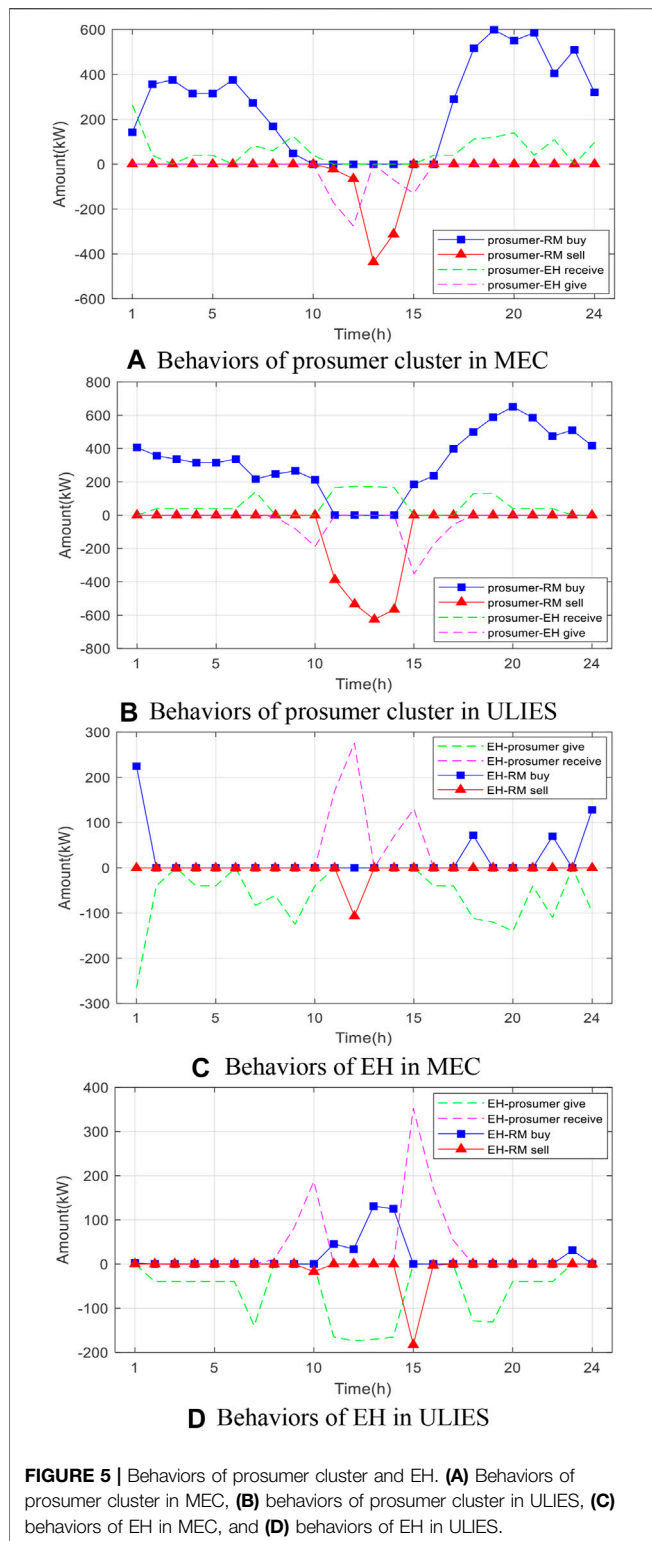 600
400
200
0
-200
-400
-600
Amount(kW)
prosumer-RM buy
prosumer-RM sell
prosumer-EH receive
prosumer-EH give
1 5 10 15 20 24
Time(h)
A Behaviors of prosumer cluster in MEC
800
600
400
200
0
-200
-400
-600
-800
Amount(kW)
prosumer-RM buy
prosumer-RM sell
prosumer-EH receive
prosumer-EH give
1 5 10 15 20 24
Time(h)
B Behaviors of prosumer cluster in ULIES
300
200
100
0
-100
-200
-300
Amount(kW)
EH-prosumer give
EH-prosumer receive
EH-RM buy
EH-RM sell
1 5 10 15 20 24
Time(h)
C Behaviors of EH in MEC
400
300
200
100
0
-100
-200
Amount(kW)
EH-prosumer give
EH-prosumer receive
EH-RM buy
EH-RM sell
1 5 10 15 20 24
Time(h)
D Behaviors of EH in ULIES
FIGURE 5 | Behaviors of prosumer cluster and EH. (A) Behaviors of
prosumer cluster in MEC, (B) behaviors of prosumer cluster in ULIES, (C)
behaviors of EH in MEC, and (D) behaviors of EH in ULIES.